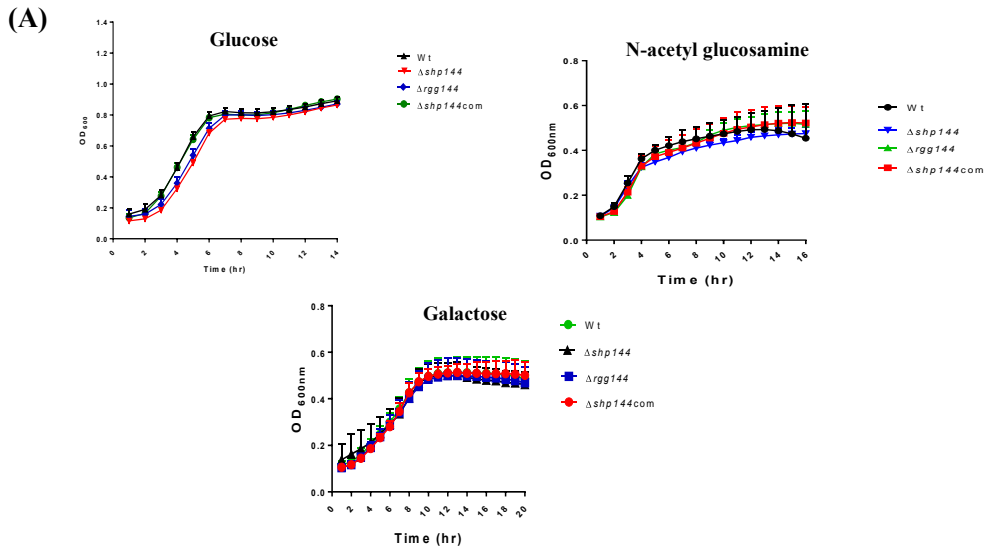 (A)
Glucose
OD600
1.4
1.2
1.0
0.8
0.6
0.4
0.2
0.0
0 2 4 6 8 10 12 14
Time (hr)
Wt
Δshp144
Δrgg144
Δshp144com
N-acetyl glucosamine
OD600nm
0.8
0.6
0.4
0.2
0.0
0 2 4 6 8 10 12 14 16
Time (hr)
Wt
Δshp144
Δrgg144
Δshp144com
Galactose
OD600nm
0.8
0.6
0.4
0.2
0.0
0 2 4 6 8 10 12 14 16 18 20
Time (hr)
Wt
Δshp144
Δrgg144
Δshp144com